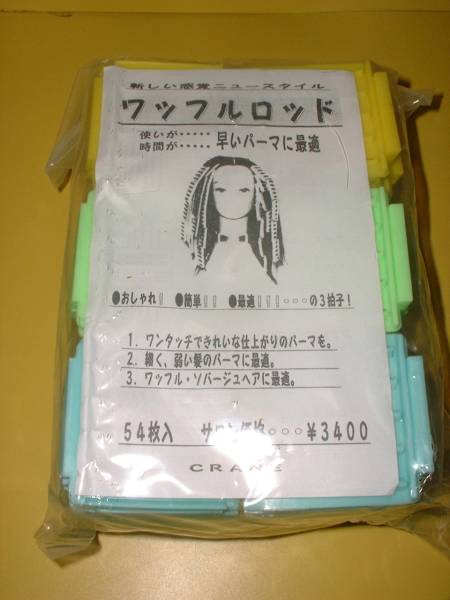 新しい感覚ニュースタイル
ワッフルロッド
使いが・・・・・
時間が・・・・・ 早いパーマに最適
●おしゃれ! ●簡単!! ●最適!!!・・・の3拍子!
1. ワンタッチできれいな仕上がりのパーマを。
2. 細く、弱い髪のパーマに最適。
3. ワッフル・ソバージュヘアに最適。
54枚入 サロン価格・・・¥3400
CRANE